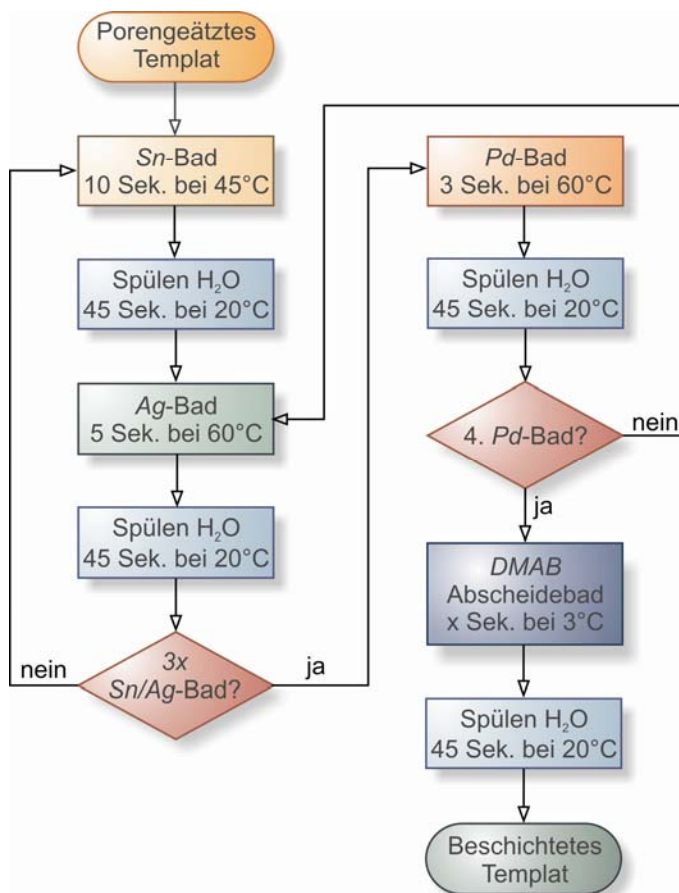 Porengeätztes
Templat
Sn-Bad
10 Sek. bei 45°C
Spülen H₂O
45 Sek. bei 20°C
Ag-Bad
5 Sek. bei 60°C
Spülen H₂O
45 Sek. bei 20°C
nein
3x
Sn/Ag-Bad?
ja
Pd-Bad
3 Sek. bei 60°C
Spülen H₂O
45 Sek. bei 20°C
4. Pd-Bad?
nein
ja
DMAB
Abscheidebad
x Sek. bei 3°C
Spülen H₂O
45 Sek. bei 20°C
Beschichtetes
Templat